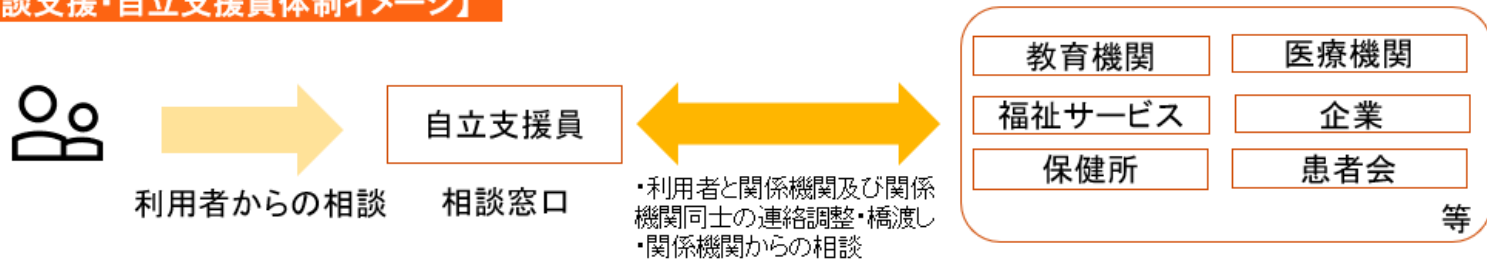 談支援・自立支援員体制イメージ】
教育機関
医療機関
自立支援員
福祉サービス
企業
保健所
患者会
利用者からの相談
相談窓口
・利用者と関係機関及び関係
機関同士の連絡調整・橋渡し
・関係機関からの相談
等